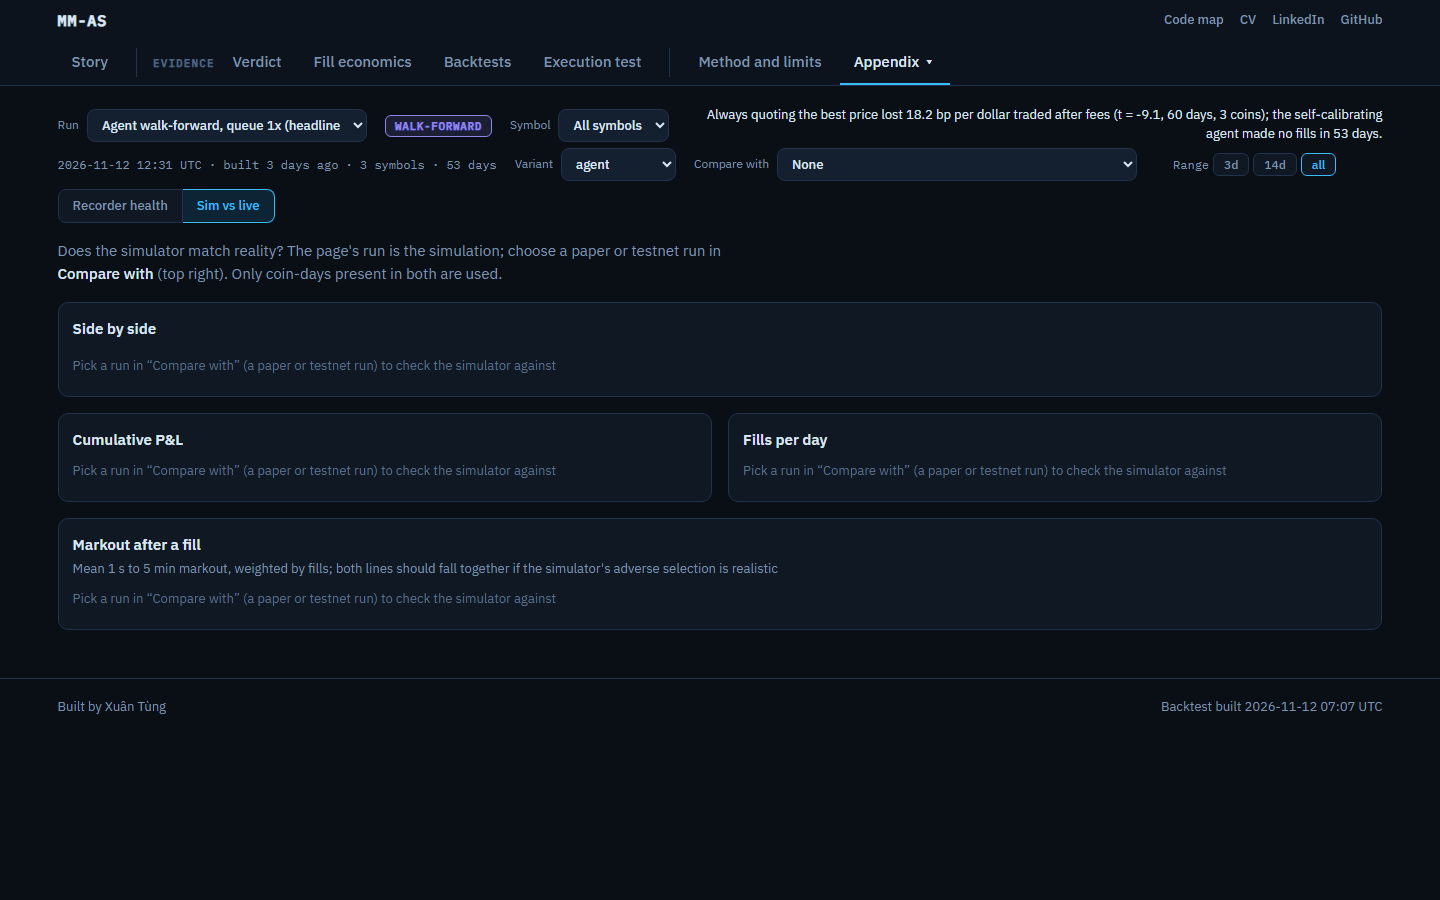 MM-AS
Code map CV LinkedIn GitHub
Story EVIDENCE Verdict Fill economics Backtests Execution test Method and limits Appendix ▾
Run Agent walk-forward, queue 1x (headline WALK-FORWARD Symbol All symbols
Always quoting the best price lost 18.2 bp per dollar traded after fees (t = -9.1, 60 days, 3 coins); the self-calibrating
agent made no fills in 53 days.
2026-11-12 12:31 UTC · built 3 days ago · 3 symbols · 53 days Variant agent Compare with None Range 3d 14d all
Recorder health Sim vs live
Does the simulator match reality? The page's run is the simulation; choose a paper or testnet run in
Compare with (top right). Only coin-days present in both are used.
Side by side
Pick a run in “Compare with” (a paper or testnet run) to check the simulator against
Cumulative P&L
Pick a run in “Compare with” (a paper or testnet run) to check the simulator against
Fills per day
Pick a run in “Compare with” (a paper or testnet run) to check the simulator against
Markout after a fill
Mean 1 s to 5 min markout, weighted by fills; both lines should fall together if the simulator's adverse selection is realistic
Pick a run in “Compare with” (a paper or testnet run) to check the simulator against
Built by Xuân Tùng
Backtest built 2026-11-12 07:07 UTC